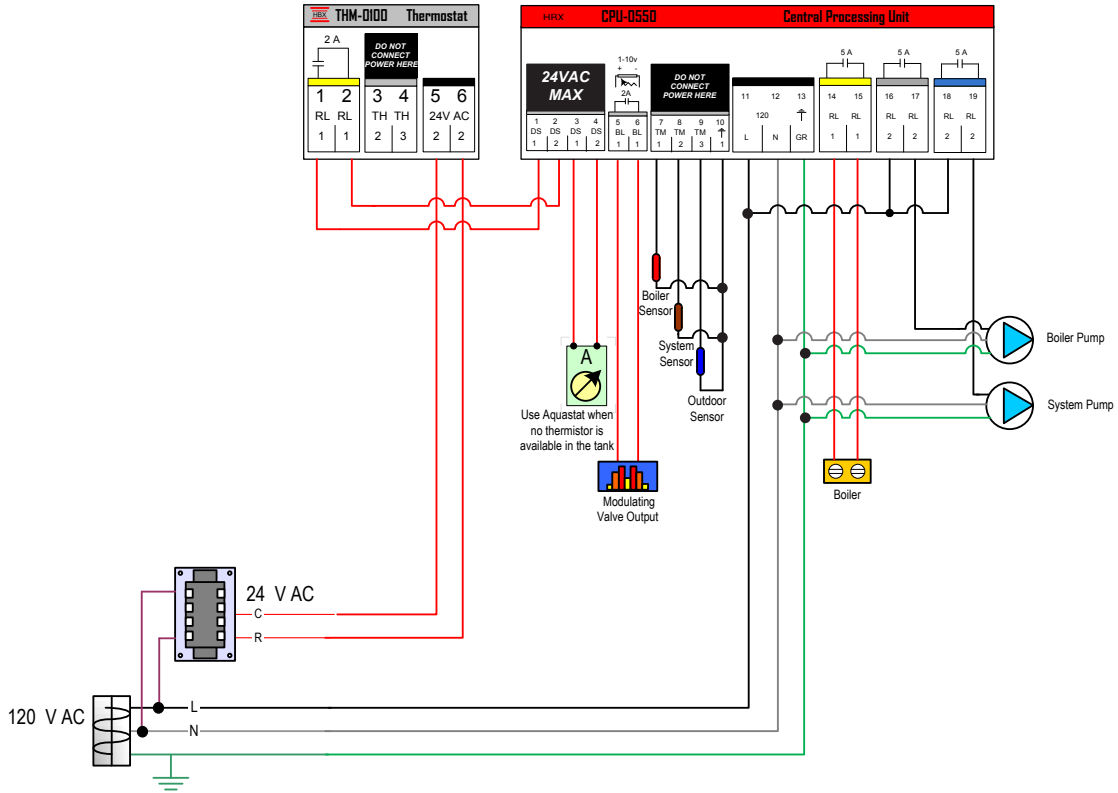 HBX THM-0100 Thermostat
2 A
DO NOT
CONNECT
POWER HERE
1 2 3 4 5 6
RL RL TH TH 24V AC
1 1 2 3 2 2
HBX CPU-0550 Central Processing Unit
24VAC
MAX
1-10v
+ -
2A
DO NOT
CONNECT
POWER HERE
5 A
5 A
5 A
1 2 3 4 5 6 7 8 9 10
DS DS DS DS BL BL TM TM TM
1 2 1 2 1 1 1 2 3 1
11 12 13 14 15 16 17 18 19
120 RL RL RL RL RL RL
L N GR 1 1 2 2 3 3
Boiler
Sensor
System
Sensor
Outdoor
Sensor
Boiler Pump
System Pump
A
Use Aquastat when
no thermistor is
available in the tank
Modulating
Valve Output
Boiler
24 V AC
C
R
120 V AC
L
N